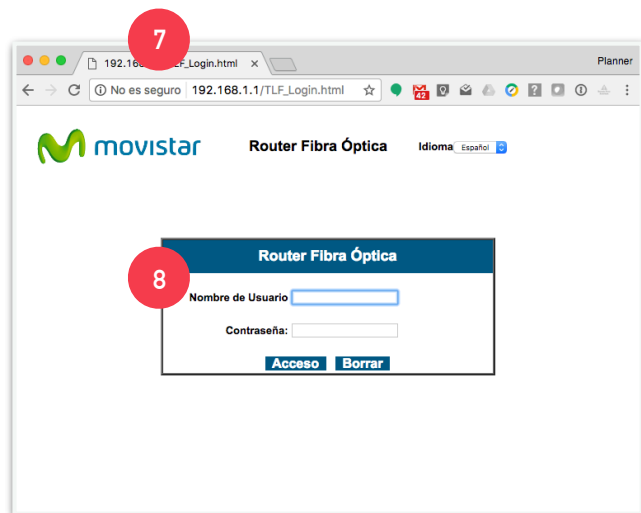 7
192.16 LF_Login.html
Planner
No es seguro 192.168.1.1/TLF_Login.html
42
movistar Router Fibra Óptica Idioma Español
Router Fibra Óptica
8
Nombre de Usuario
Contraseña:
Acceso Borrar